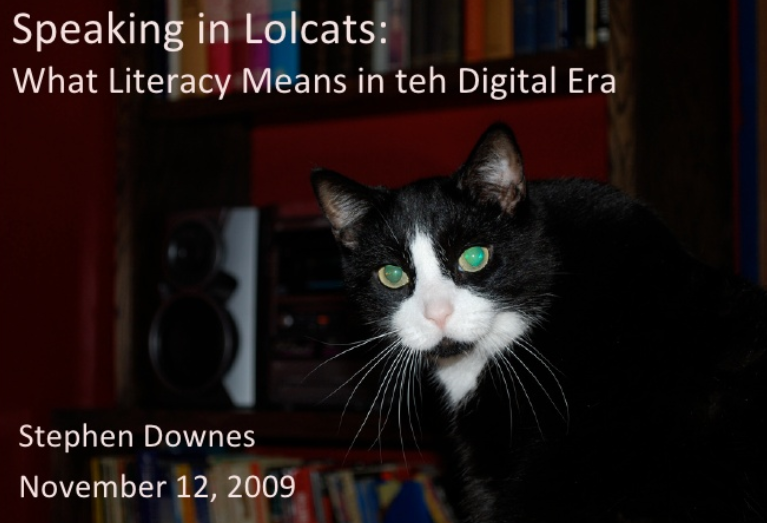 Speaking in Lolcats:
What Literacy Means in teh Digital Era
Stephen Downes
November 12, 2009